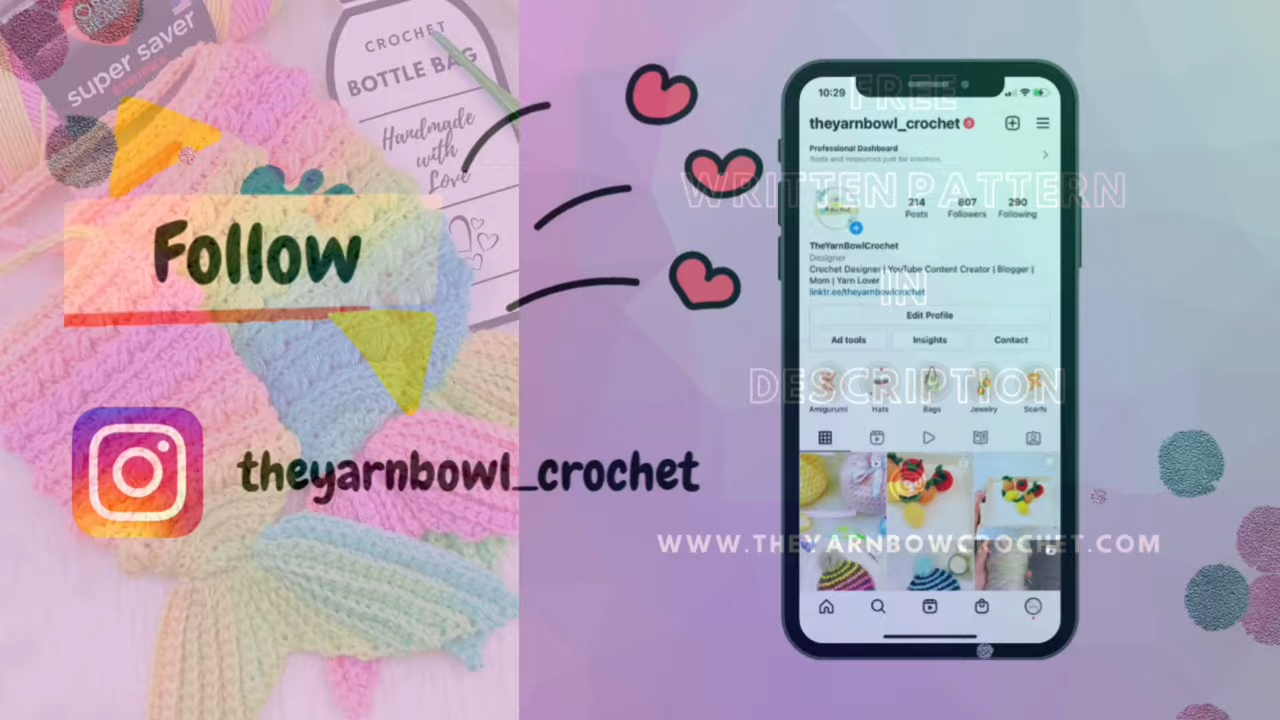 super saver
CROCHET
BOTTLE BAG
Handmade
with
Love
Follow
theyarnbowl_crochet
FREE
WRITTEN PATTERN
IN
DESCRIPTION
WWW.THEYARNBOWCROCHET.COM
10:29
theyarnbowl_crochet
Professional Dashboard
Tools and resources just for creators.
214
807
290
Posts
Followers
Following
TheYarnBowlCrochet
Designer
Crochet Designer | YouTube Content Creator | Blogger |
Mom | Yarn Lover
linktr.ee/theyarnbowlcrochet
Edit Profile
Ad tools
Insights
Contact
Amigurumi
Hats
Bags
Jewelry
Scarfs